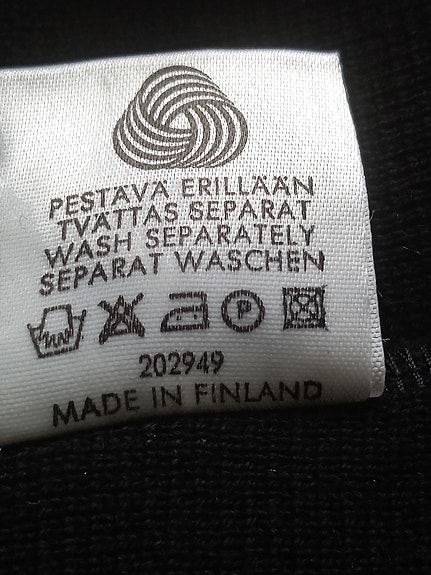 PESTÄVÄ ERILLÄÄN
TVÄTTAS SEPARAT
WASH SEPARATELY
SEPARAT WASCHEN
P
202949
MADE IN FINLAND